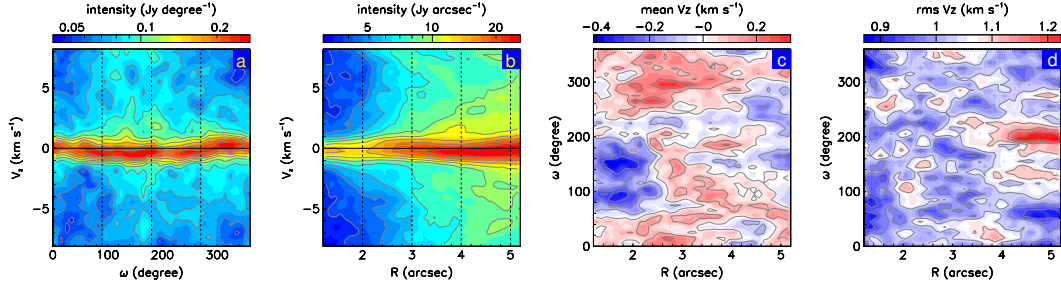 intensity (Jy degree⁻¹)
0.05 0.1 0.2
a
V_z (km s⁻¹)
5
0
−5
0 100 200 300
ω (degree)
intensity (Jy arcsec⁻¹)
5 10 20
b
V_z (km s⁻¹)
5
0
−5
2 3 4 5
R (arcsec)
mean Vz (km s⁻¹)
−0.4 −0.2 −0 0.2
c
ω (degree)
300
200
100
0
2 3 4 5
R (arcsec)
rms Vz (km s⁻¹)
0.9 1 1.1 1.2
d
ω (degree)
300
200
100
0
2 3 4 5
R (arcsec)